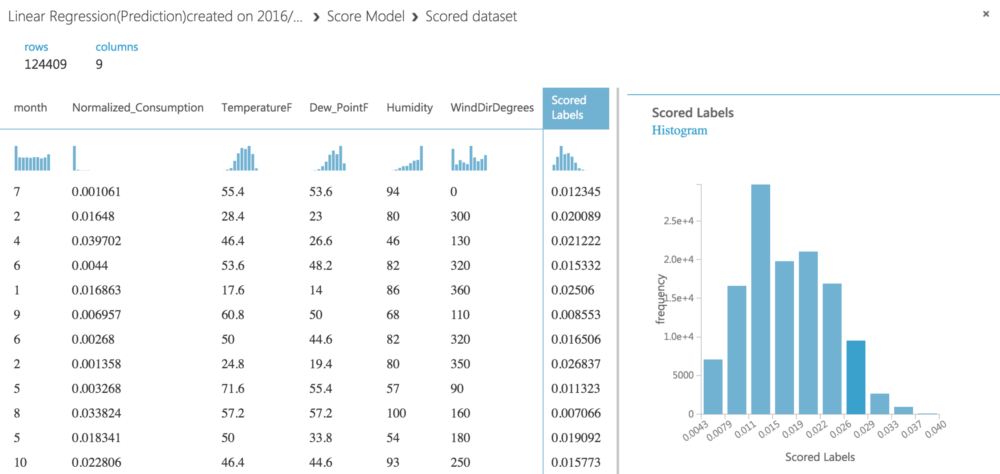 Linear Regression(Prediction)created on 2016/... › Score Model › Scored dataset ×
rows columns
124409 9
month Normalized_Consumption TemperatureF Dew_PointF Humidity WindDirDegrees Scored Labels
7 0.001061 55.4 53.6 94 0 0.012345
2 0.01648 28.4 23 80 300 0.020089
4 0.039702 46.4 26.6 46 130 0.021222
6 0.0044 53.6 48.2 82 320 0.015332
1 0.016863 17.6 14 86 360 0.02506
9 0.006957 60.8 50 68 110 0.008553
6 0.00268 50 44.6 82 320 0.016506
2 0.001358 24.8 19.4 80 350 0.026837
5 0.003268 71.6 55.4 57 90 0.011323
8 0.033824 57.2 57.2 100 160 0.007066
5 0.018341 50 33.8 54 180 0.019092
10 0.022806 46.4 44.6 93 250 0.015773
Scored Labels
Histogram
frequency
2.5e+4
2.0e+4
1.5e+4
1.0e+4
5000
0
0.0043 0.0079 0.011 0.015 0.019 0.022 0.026 0.029 0.033 0.037 0.040
Scored Labels